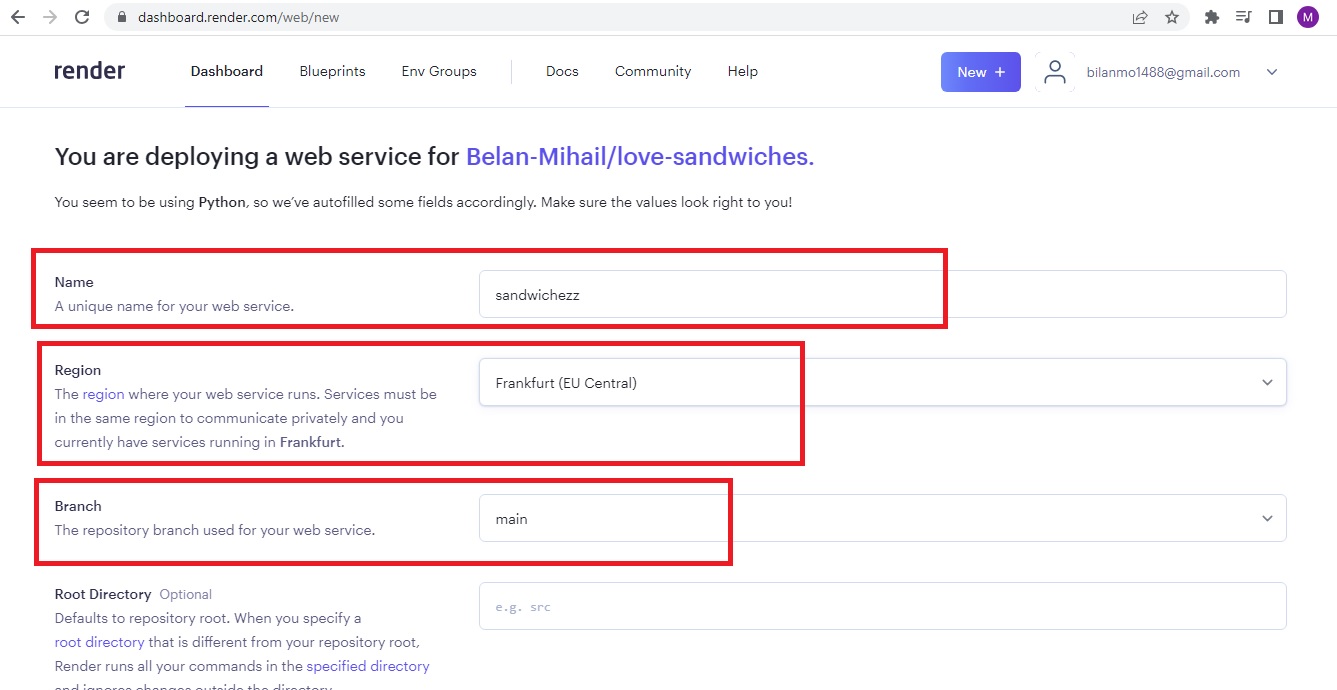 dashboard.render.com/web/new
M
render Dashboard Blueprints Env Groups Docs Community Help New + bilanmo1488@gmail.com
You are deploying a web service for Belan-Mihail/love-sandwiches.
You seem to be using Python, so we’ve autofilled some fields accordingly. Make sure the values look right to you!
Name
A unique name for your web service.
sandwichezz
Region
The region where your web service runs. Services must be
in the same region to communicate privately and you
currently have services running in Frankfurt.
Frankfurt (EU Central)
Branch
The repository branch used for your web service.
main
Root Directory Optional
Defaults to repository root. When you specify a
root directory that is different from your repository root,
Render runs all your commands in the specified directory
and ignores changes outside the directory.
e.g. src